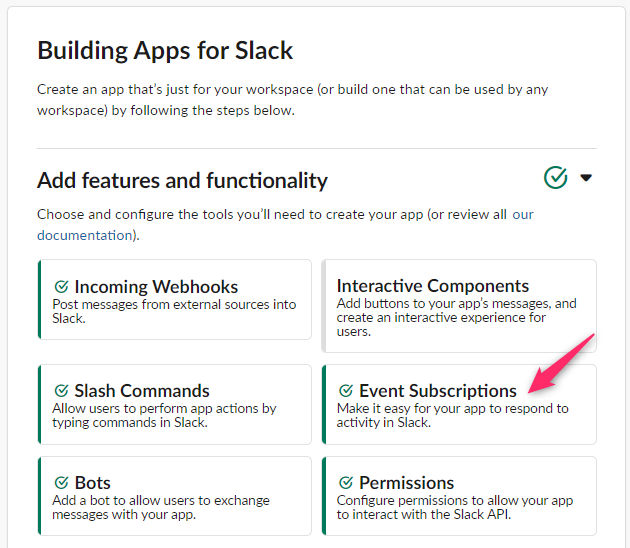 Building Apps for Slack
Create an app that's just for your workspace (or build one that can be used by any
workspace) by following the steps below.
Add features and functionality
Choose and configure the tools you'll need to create your app (or review all our
documentation).
Incoming Webhooks
Post messages from external sources into
Slack.
Interactive Components
Add buttons to your app's messages, and
create an interactive experience for
users.
Slash Commands
Allow users to perform app actions by
typing commands in Slack.
Event Subscriptions
Make it easy for your app to respond to
activity in Slack.
Bots
Add a bot to allow users to exchange
messages with your app.
Permissions
Configure permissions to allow your app
to interact with the Slack API.